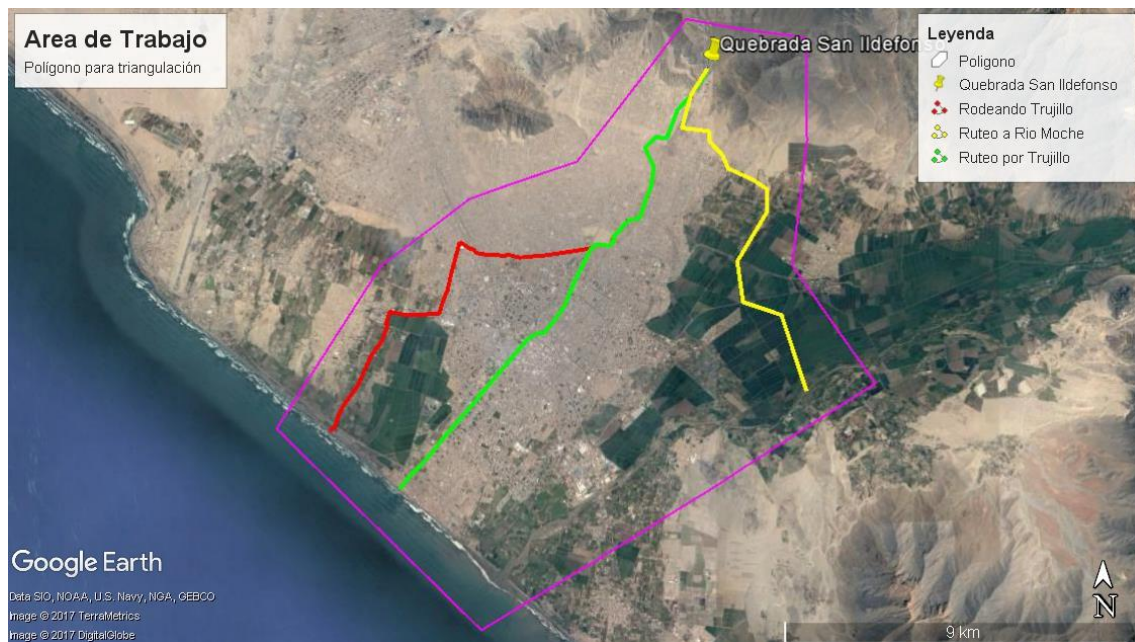 Area de Trabajo
Polígono para triangulación
Quebrada San Ildefonso
Leyenda
Poligono
Quebrada San Ildefonso
Rodeando Trujillo
Ruteo a Rio Moche
Ruteo por Trujillo
Google Earth
Data SIO, NOAA, U.S. Navy, NGA, GEBCO
Image © 2017 TerraMetrics
Image © 2017 DigitalGlobe
N
9 km